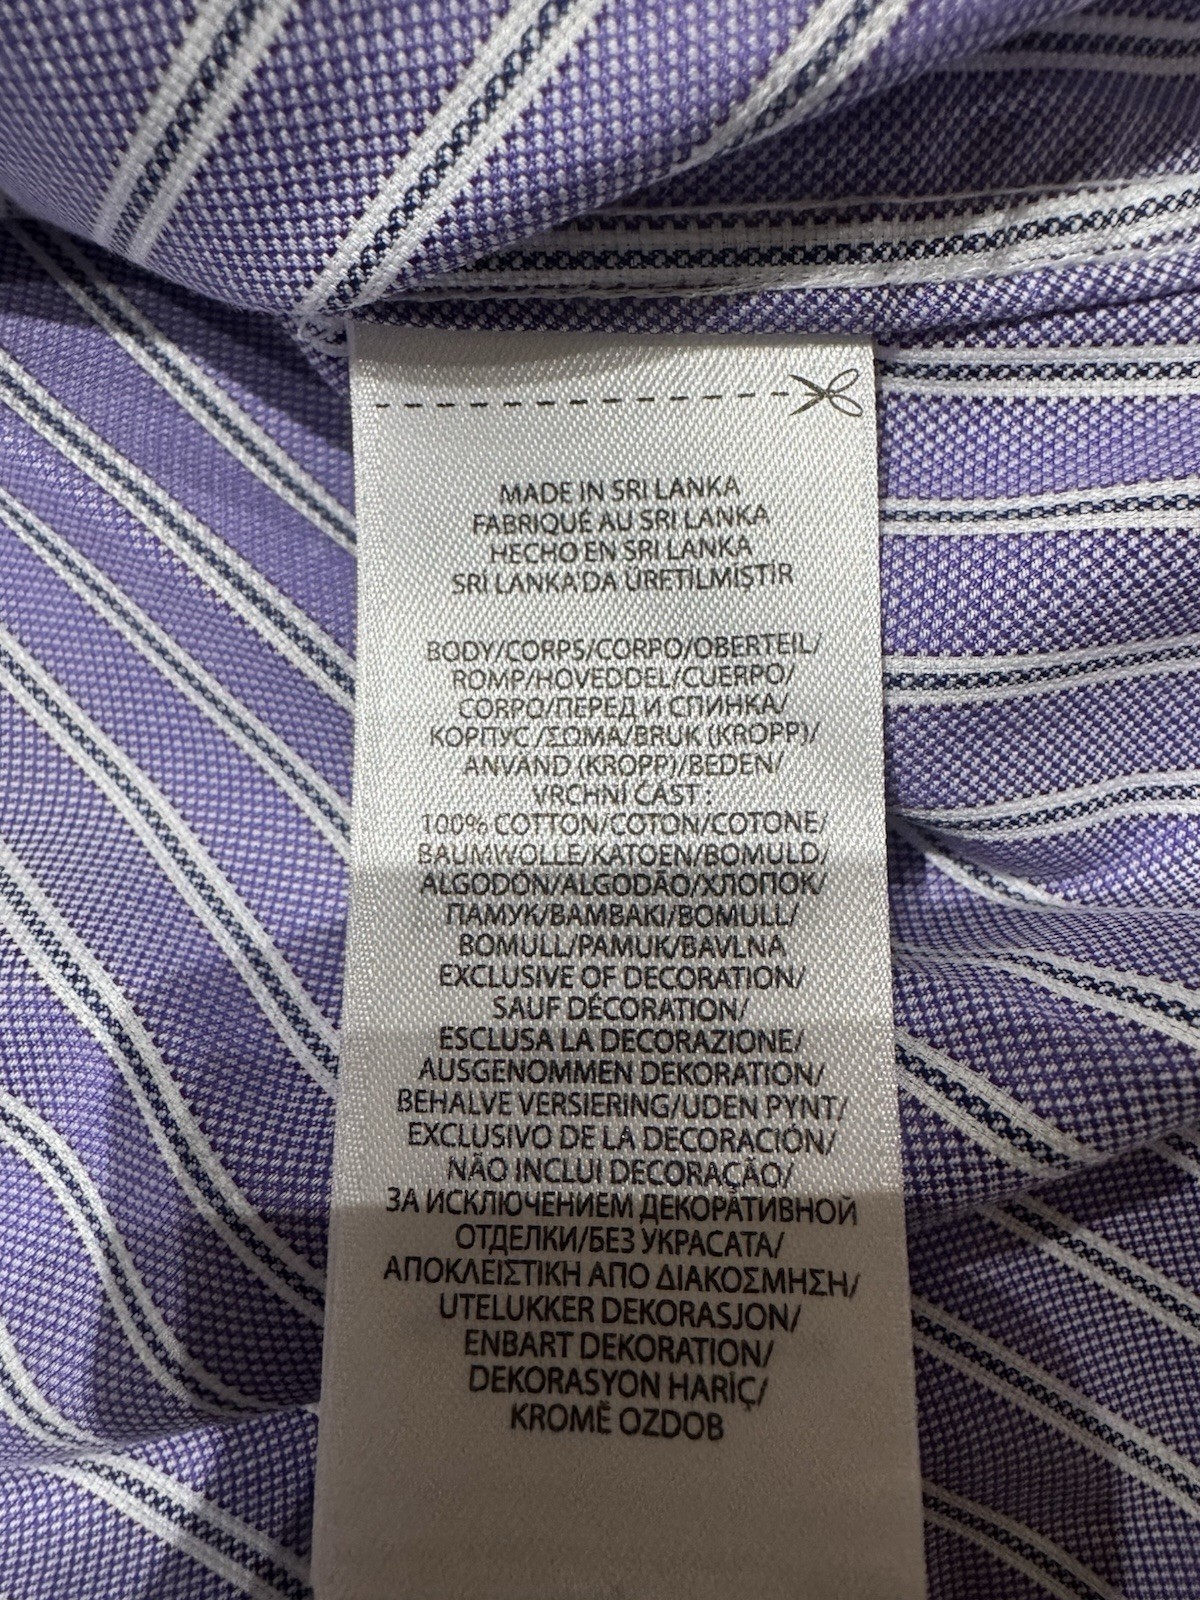 MADE IN SRI LANKA
FABRIQUÉ AU SRI LANKA
HECHO EN SRI LANKA
SRİ LANKA'DA ÜRETİLMİŞTİR
BODY/CORPS/CORPO/OBERTEIL/
ROMP/HOVEDDEL/CUERPO/
CORPO/ПЕРЕД И СПИНКА/
КОРПУС/ΣΩΜΑ/BRUK (KROPP)/
ANVÄND (KROPP)/BEDEN/
VRCHNÍ ČÁST :
100% COTTON/COTON/COTONE/
BAUMWOLLE/KATOEN/BOMULD/
ALGODÓN/ALGODÃO/ХЛОПОК/
ПАМУК/ΒΑΜΒΑΚΙ/BOMULL/
BOMULL/PAMUK/BAVLNA
EXCLUSIVE OF DECORATION/
SAUF DÉCORATION/
ESCLUSA LA DECORAZIONE/
AUSGENOMMEN DEKORATION/
BEHALVE VERSIERING/UDEN PYNT/
EXCLUSIVO DE LA DECORACIÓN/
NÃO INCLUI DECORAÇÃO/
ЗА ИСКЛЮЧЕНИЕМ ДЕКОРАТИВНОЙ
ОТДЕЛКИ/БЕЗ УКРАСАТА/
ΑΠΟΚΛΕΙΣΤΙΚΗ ΑΠΟ ΔΙΑΚΟΣΜΗΣΗ/
UTELUKKER DEKORASJON/
ENBART DEKORATION/
DEKORASYON HARİÇ/
KROMĚ OZDOB